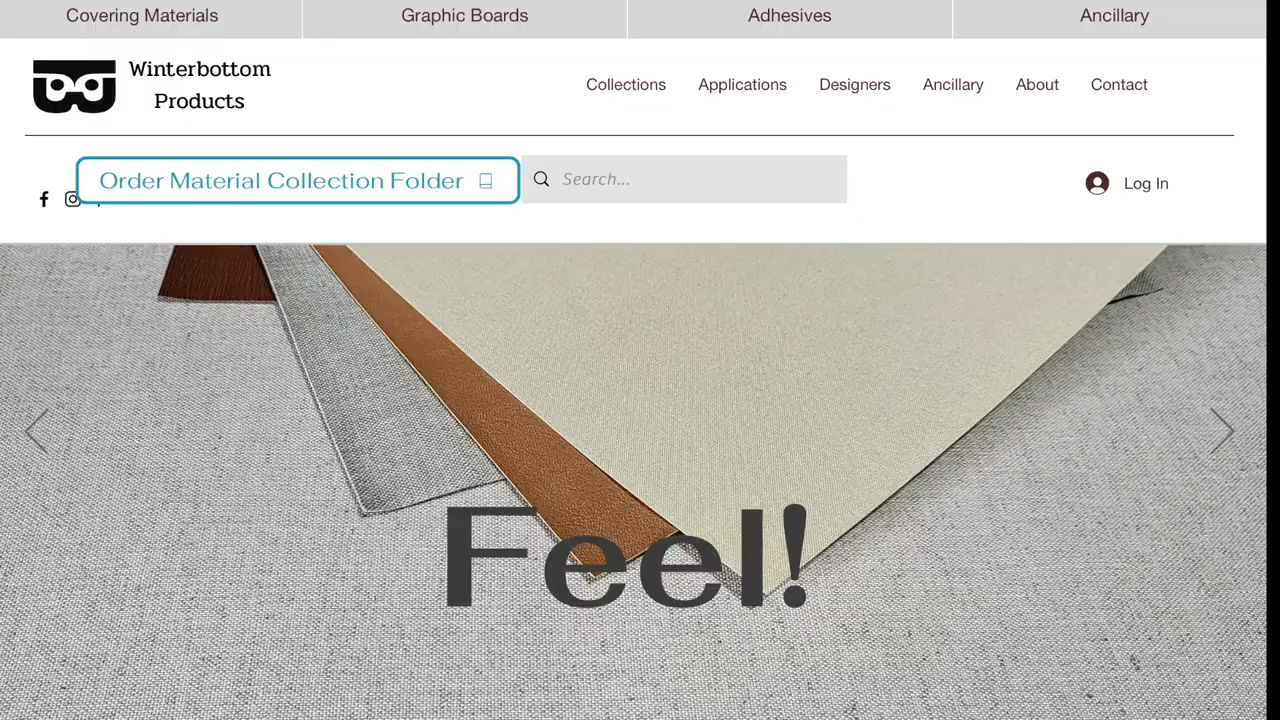 Covering Materials
Graphic Boards
Adhesives
Ancillary
Winterbottom
Products
Collections
Applications
Designers
Ancillary
About
Contact
Order Material Collection Folder
Search...
Log In
Feel!